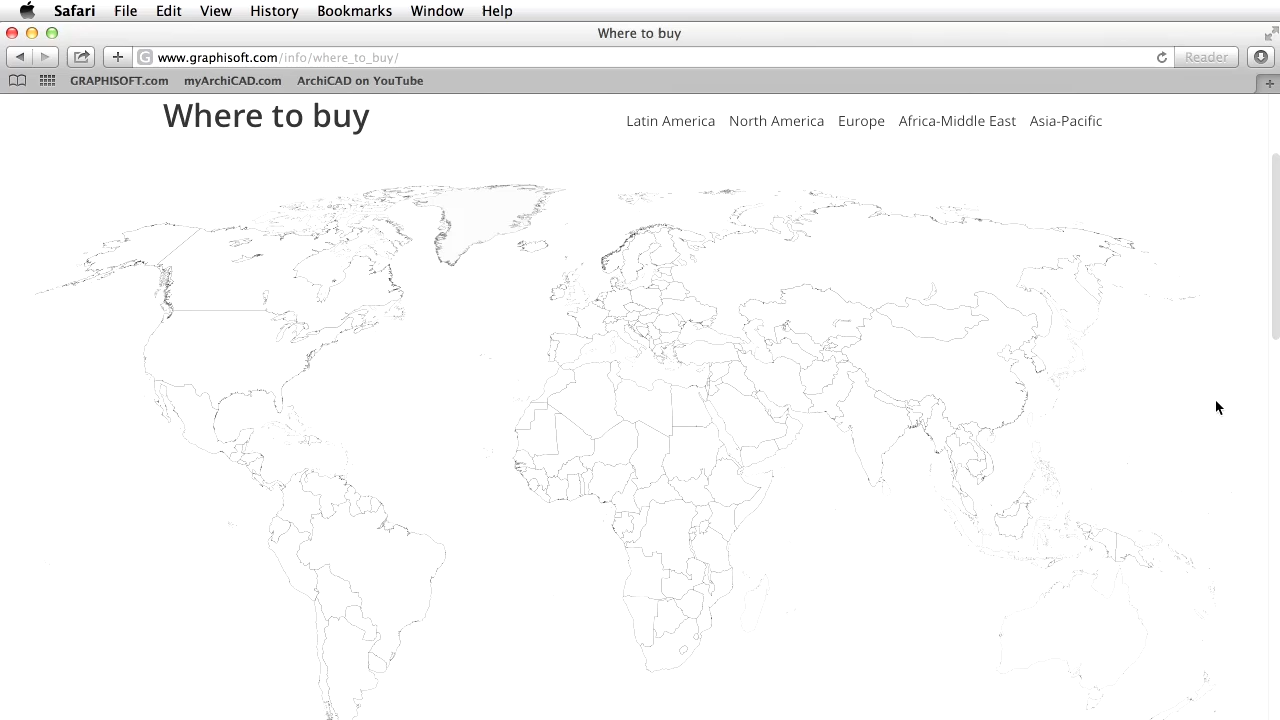 Safari File Edit View History Bookmarks Window Help
Where to buy
G www.graphisoft.com/info/where_to_buy/ Reader
GRAPHISOFT.com myArchiCAD.com ArchiCAD on YouTube
Where to buy
Latin America North America Europe Africa-Middle East Asia-Pacific